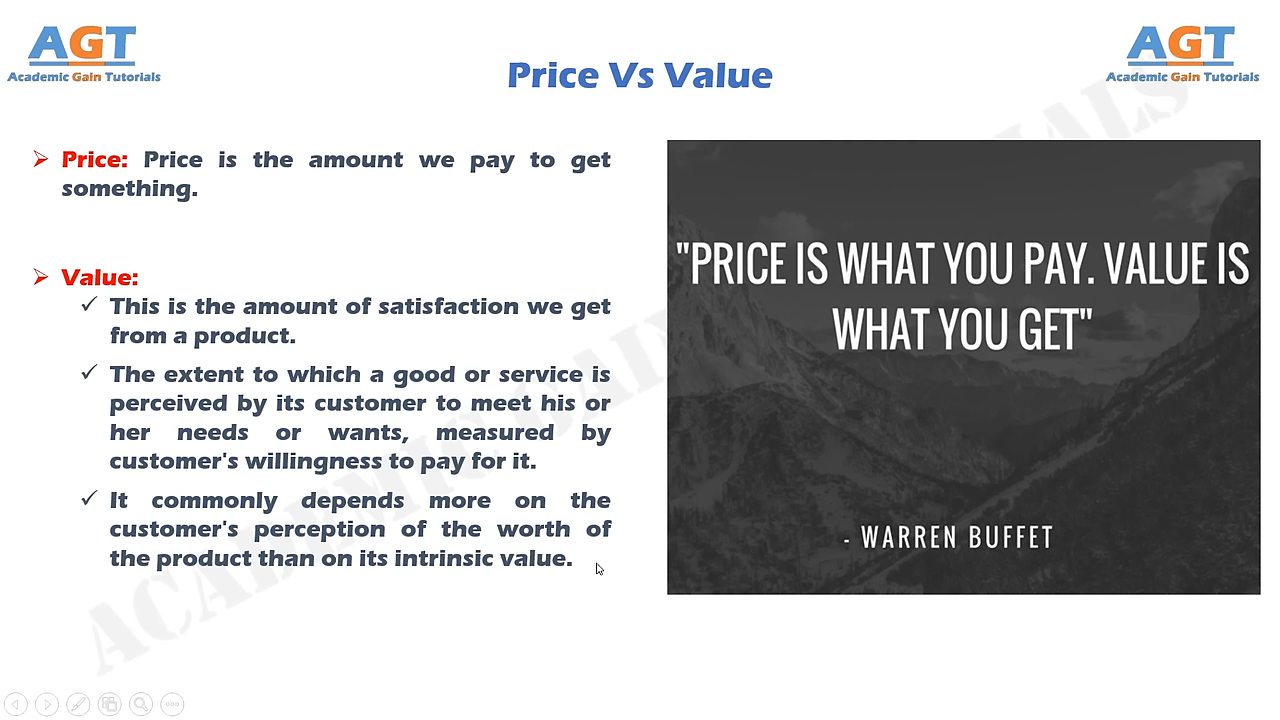 AGT
Academic Gain Tutorials
AGT
Academic Gain Tutorials
Price Vs Value
Price: Price is the amount we pay to get
something.
Value:
This is the amount of satisfaction we get
from a product.
The extent to which a good or service is
perceived by its customer to meet his or
her needs or wants, measured by
customer's willingness to pay for it.
It commonly depends more on the
customer's perception of the worth of
the product than on its intrinsic value.
"PRICE IS WHAT YOU PAY. VALUE IS
WHAT YOU GET"
- WARREN BUFFET